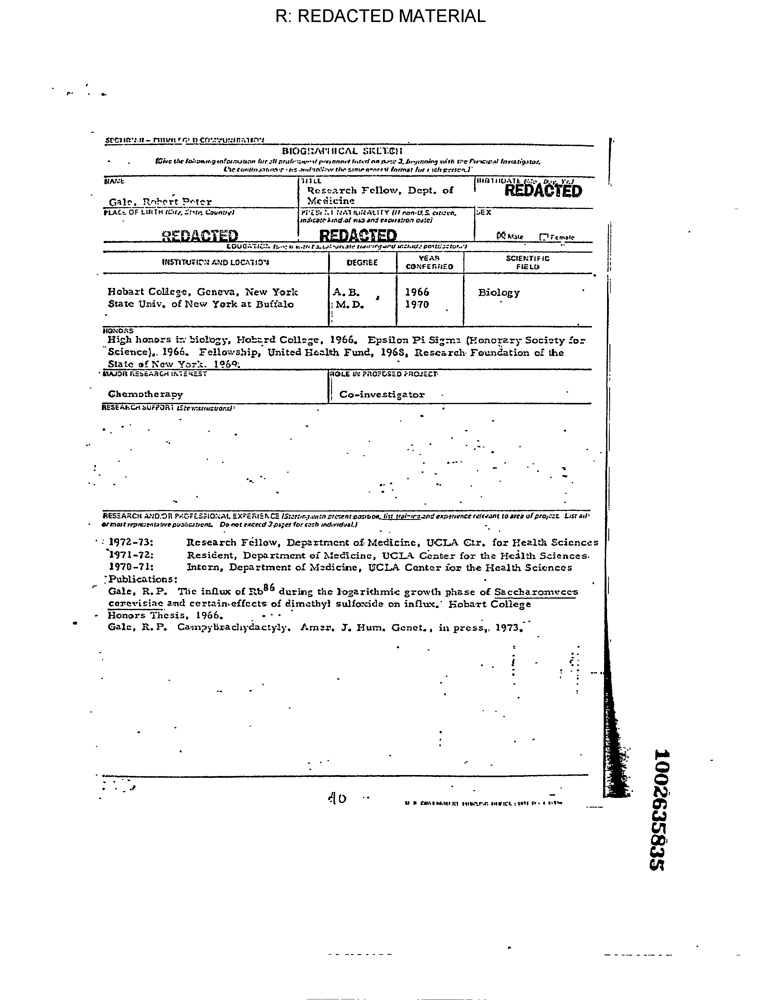 R: REDACTED MATERIAL
SECTION II – PRIVILEGED COMMUNICATION
BIOGRAPHICAL SKETCH
(Give the following information for all professional personnel listed on page 3, beginning with the Principal Investigator.
Use continuation pages and follow the same general format for each person.)
NAME TITLE BIRTHDATE (Mo., Day, Yr.)
Research Fellow, Dept. of REDACTED
Gale, Robert Peter Medicine
PLACE OF BIRTH (City, State, Country) PRESENT NATIONALITY (If non-U.S. citizen, SEX
indicate kind of visa and expiration date)
REDACTED REDACTED Male Female
EDUCATION (Begin with baccalaureate training and include postdoctoral)
INSTITUTION AND LOCATION DEGREE YEAR CONFERRED SCIENTIFIC FIELD
Hobart College, Geneva, New York A.B. 1966 Biology
State Univ. of New York at Buffalo M.D. 1970
HONORS
High honors in biology, Hobard College, 1966. Epsilon Pi Sigma (Honorary Society for
Science), 1966. Fellowship, United Health Fund, 1968, Research Foundation of the
State of New York. 1969.
MAJOR RESEARCH INTEREST ROLE IN PROPOSED PROJECT
Chemotherapy Co-investigator
RESEARCH SUPPORT (See instructions)
RESEARCH AND/OR PROFESSIONAL EXPERIENCE (Starting with present position, list training and experience relevant to area of project. List all
or most representative publications. Do not exceed 3 pages for each individual.)
1972-73: Research Fellow, Department of Medicine, UCLA Ctr. for Health Sciences
1971-72: Resident, Department of Medicine, UCLA Center for the Health Sciences.
1970-71: Intern, Department of Medicine, UCLA Center for the Health Sciences
Publications:
Gale, R.P. The influx of Rb86 during the logarithmic growth phase of Saccharomyces
cerevisiae and certain effects of dimethyl sulfoxide on influx. Hobart College
Honors Thesis, 1966.
Gale, R.P. Campybrachydactyly. Amer. J. Hum. Genet., in press, 1973.
40
1002635835